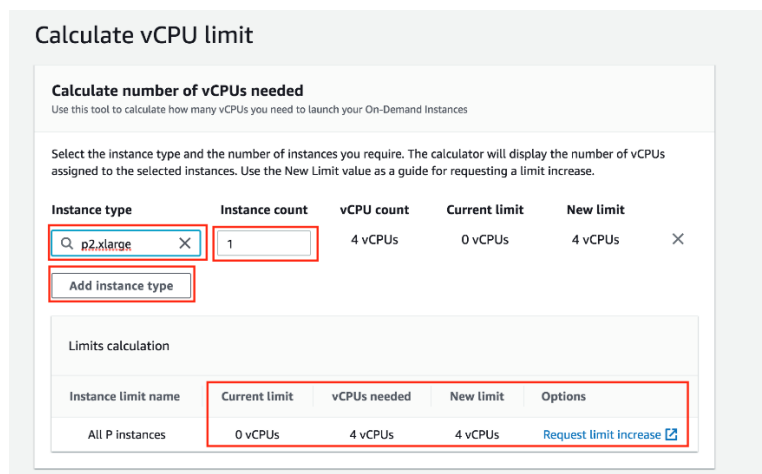 Calculate vCPU limit
Calculate number of vCPUs needed
Use this tool to calculate how many vCPUs you need to launch your On-Demand Instances
Select the instance type and the number of instances you require. The calculator will display the number of vCPUs
assigned to the selected instances. Use the New Limit value as a guide for requesting a limit increase.
Instance type Instance count vCPU count Current limit New limit
p2.xlarge 1 4 vCPUs 0 vCPUs 4 vCPUs
Add instance type
Limits calculation
Instance limit name Current limit vCPUs needed New limit Options
All P instances 0 vCPUs 4 vCPUs 4 vCPUs Request limit increase